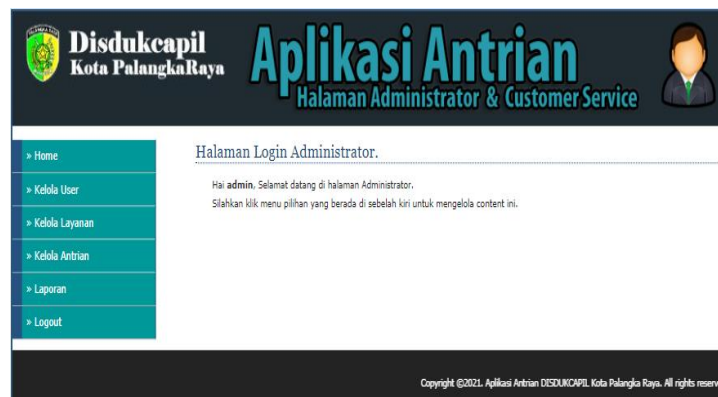 Disdukcapil
Kota PalangkaRaya
Aplikasi Antrian
Halaman Administrator & Customer Service
» Home
» Kelola User
» Kelola Layanan
» Kelola Antrian
» Laporan
» Logout
Halaman Login Administrator.
Hai admin, Selamat datang di halaman Administrator.
Silahkan klik menu pilihan yang berada di sebelah kiri untuk mengelola content ini.
Copyright ©2021. Aplikasi Antrian DISDUKCAPIL Kota Palangka Raya. All rights reserv